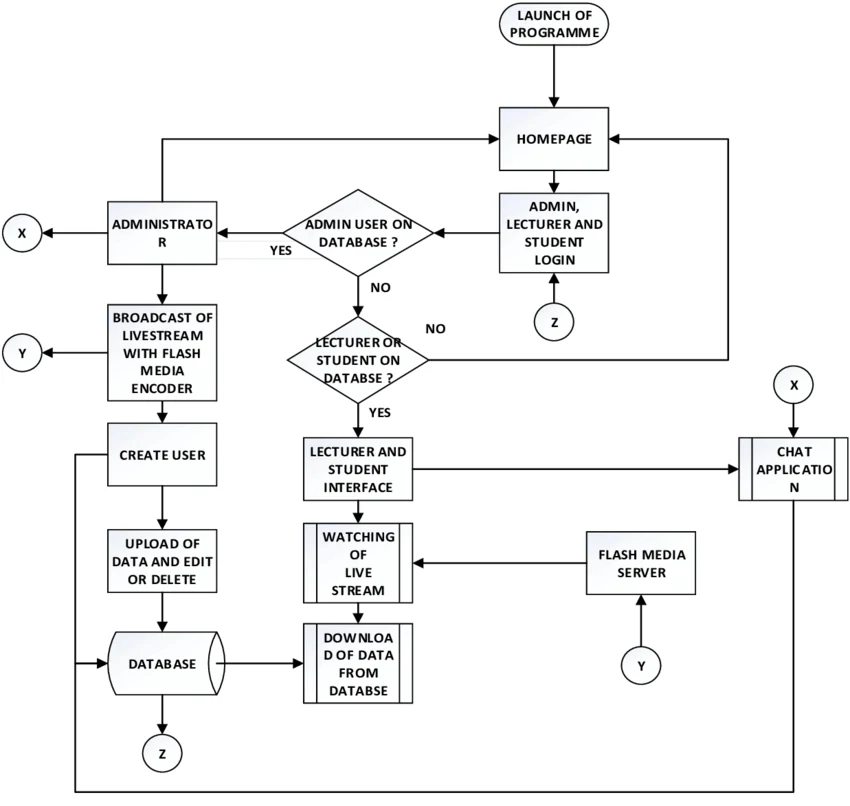 LAUNCH OF
PROGRAMME
HOMEPAGE
ADMIN,
LECTURER AND
STUDENT
LOGIN
ADMIN USER ON
DATABASE ?
ADMINISTRATO
R
X
YES
NO
Z
BROADCAST OF
LIVESTREAM
WITH FLASH
MEDIA
ENCODER
Y
NO
LECTURER OR
STUDENT ON
DATABSE ?
YES
X
CREATE USER
LECTURER AND
STUDENT
INTERFACE
CHAT
APPLICATIO
N
UPLOAD OF
DATA AND EDIT
OR DELETE
WATCHING
OF
LIVE
STREAM
FLASH MEDIA
SERVER
DATABASE
DOWNLOA
D OF DATA
FROM
DATABSE
Y
Z